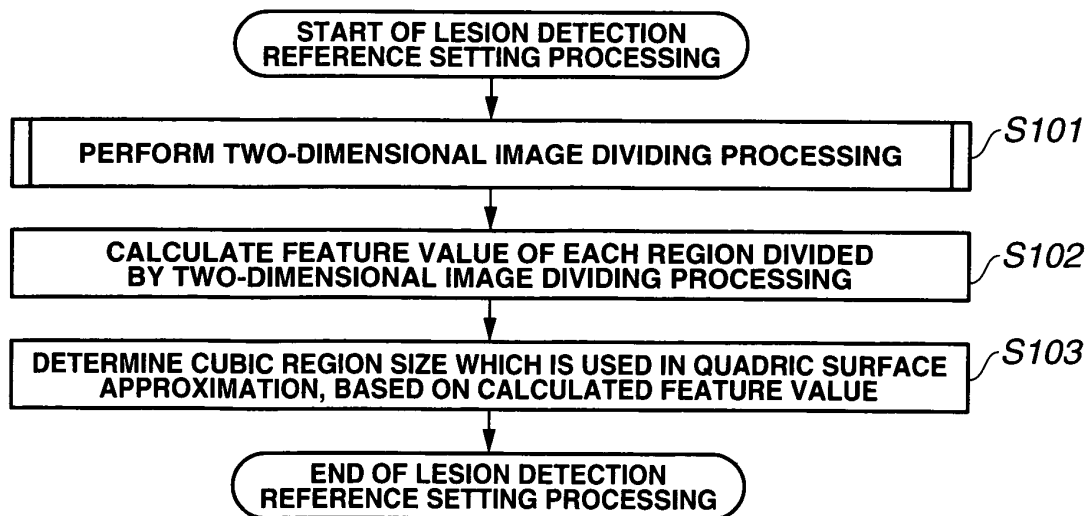 START OF LESION DETECTION
REFERENCE SETTING PROCESSING
PERFORM TWO-DIMENSIONAL IMAGE DIVIDING PROCESSING
S101
CALCULATE FEATURE VALUE OF EACH REGION DIVIDED
BY TWO-DIMENSIONAL IMAGE DIVIDING PROCESSING
S102
DETERMINE CUBIC REGION SIZE WHICH IS USED IN QUADRIC SURFACE
APPROXIMATION, BASED ON CALCULATED FEATURE VALUE
S103
END OF LESION DETECTION
REFERENCE SETTING PROCESSING